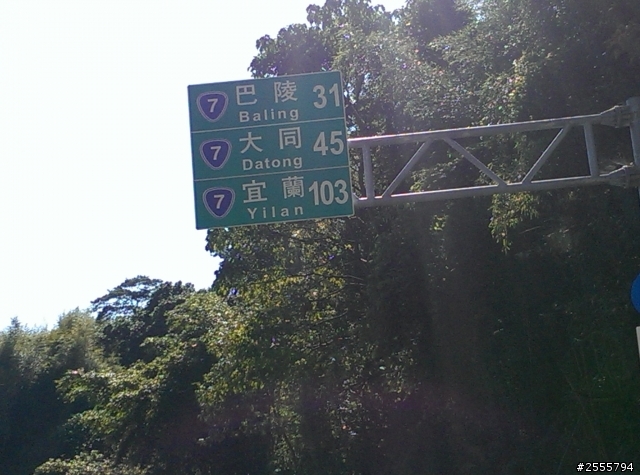 7 巴陵 31
Baling
7 大同 45
Datong
7 宜蘭 103
Yilan
#2555794